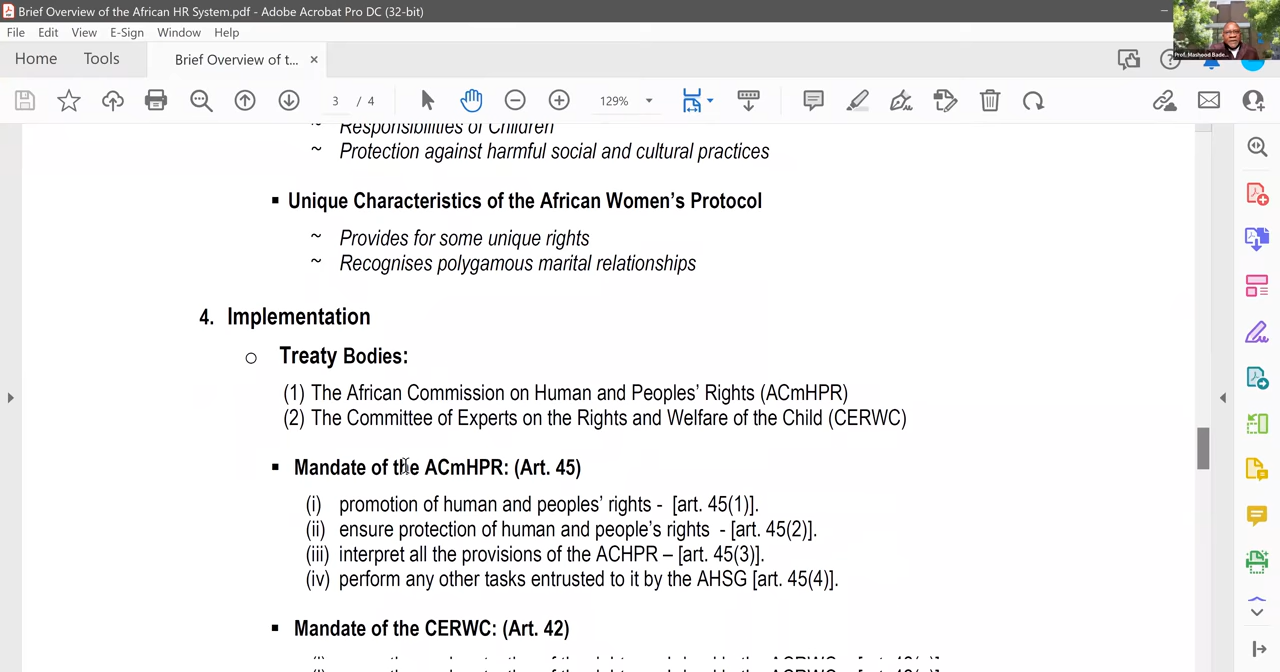 Brief Overview of the African HR System.pdf - Adobe Acrobat Pro DC (32-bit)
File Edit View E-Sign Window Help
Home Tools Brief Overview of t... ×
3 / 4 129%
~ Responsibilities of Children
~ Protection against harmful social and cultural practices
▪ Unique Characteristics of the African Women's Protocol
~ Provides for some unique rights
~ Recognises polygamous marital relationships
4. Implementation
o Treaty Bodies:
(1) The African Commission on Human and Peoples' Rights (ACmHPR)
(2) The Committee of Experts on the Rights and Welfare of the Child (CERWC)
▪ Mandate of the ACmHPR: (Art. 45)
(i) promotion of human and peoples' rights - [art. 45(1)].
(ii) ensure protection of human and people's rights - [art. 45(2)].
(iii) interpret all the provisions of the ACHPR – [art. 45(3)].
(iv) perform any other tasks entrusted to it by the AHSG [art. 45(4)].
▪ Mandate of the CERWC: (Art. 42)